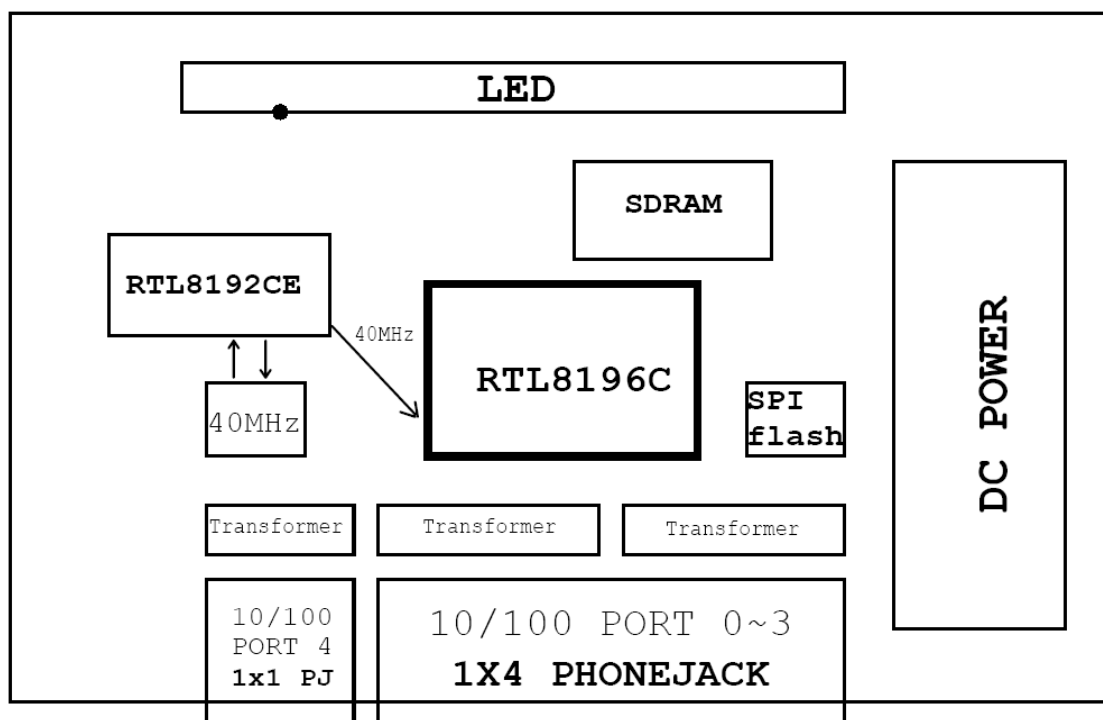 LED
SDRAM
RTL8192CE
40MHz
RTL8196C
40MHz
SPI
flash
DC POWER
Transformer
Transformer
Transformer
10/100
PORT 4
1x1 PJ
10/100 PORT 0~3
1X4 PHONEJACK